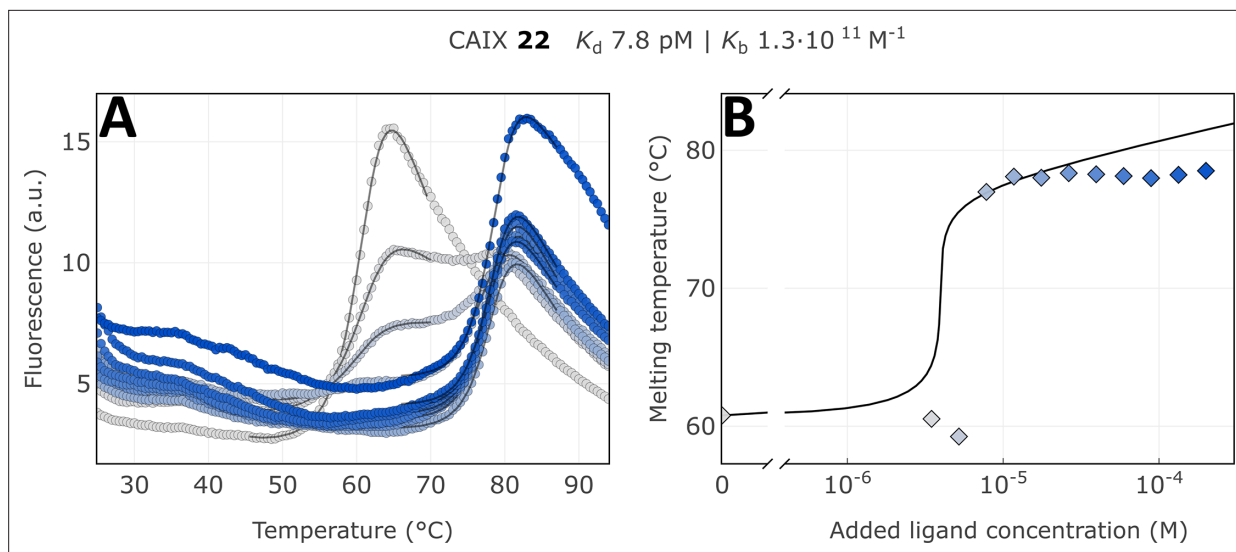 CAIX 22 Kd 7.8 pM | Kb 1.3·10 11 M-1
A
Fluorescence (a.u.)
15
10
5
30 40 50 60 70 80 90
Temperature (°C)
B
Melting temperature (°C)
80
70
60
0 10-6 10-5 10-4
Added ligand concentration (M)